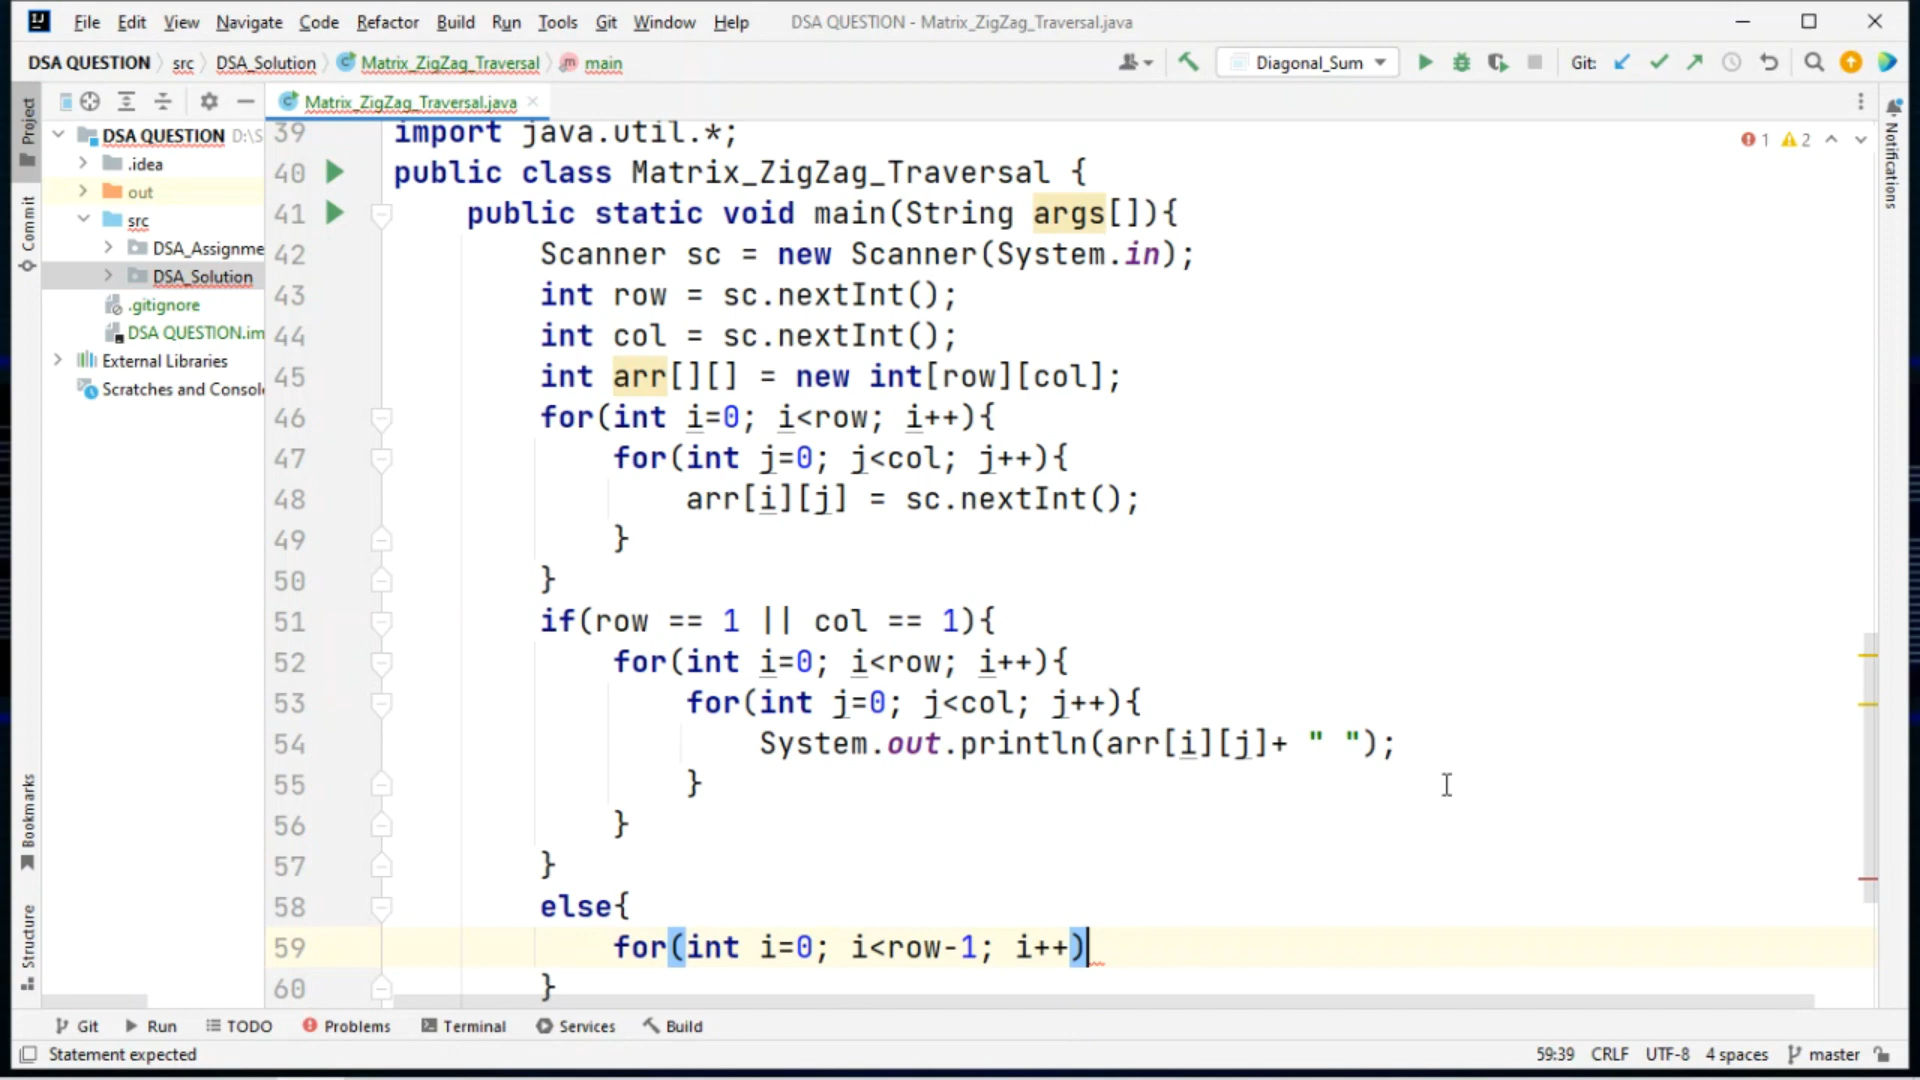 File Edit View Navigate Code Refactor Build Run Tools Git Window Help DSA QUESTION - Matrix_ZigZag_Traversal.java
DSA QUESTION src DSA_Solution Matrix_ZigZag_Traversal main Diagonal_Sum Git:
Matrix_ZigZag_Traversal.java
Project
Commit
Bookmarks
Structure
DSA QUESTION D:\S
.idea
out
src
DSA_Assignme
DSA_Solution
.gitignore
DSA QUESTION.im
External Libraries
Scratches and Consol
1 2
Notifications
39 import java.util.*;
40 public class Matrix_ZigZag_Traversal {
41 public static void main(String args[]){
42 Scanner sc = new Scanner(System.in);
43 int row = sc.nextInt();
44 int col = sc.nextInt();
45 int arr[][] = new int[row][col];
46 for(int i=0; i<row; i++){
47 for(int j=0; j<col; j++){
48 arr[i][j] = sc.nextInt();
49 }
50 }
51 if(row == 1 || col == 1){
52 for(int i=0; i<row; i++){
53 for(int j=0; j<col; j++){
54 System.out.println(arr[i][j]+ " ");
55 }
56 }
57 }
58 else{
59 for(int i=0; i<row-1; i++)
60 }
Git Run TODO Problems Terminal Services Build
Statement expected 59:39 CRLF UTF-8 4 spaces master